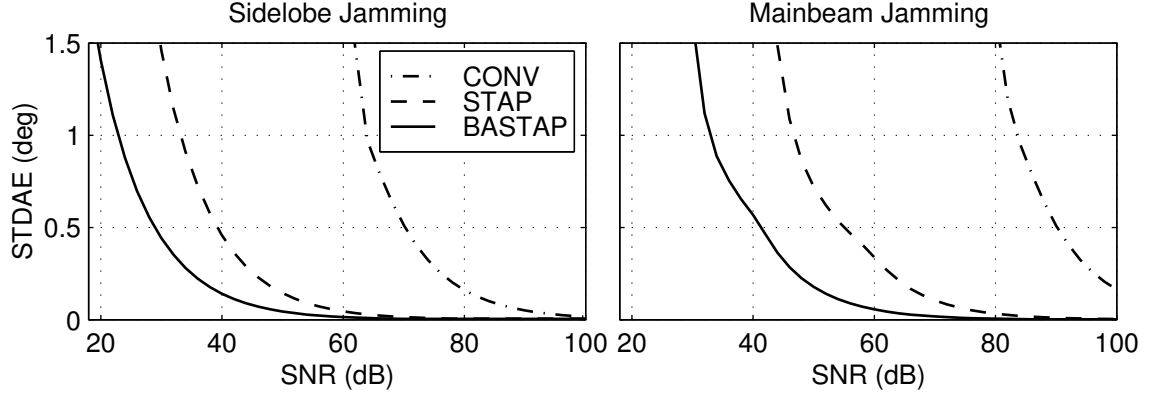 Sidelobe Jamming
Mainbeam Jamming
1.5
CONV
STAP
BASTAP
1
STDAE (deg)
0.5
0
20 40 60 80 100
20 40 60 80 100
SNR (dB)
SNR (dB)